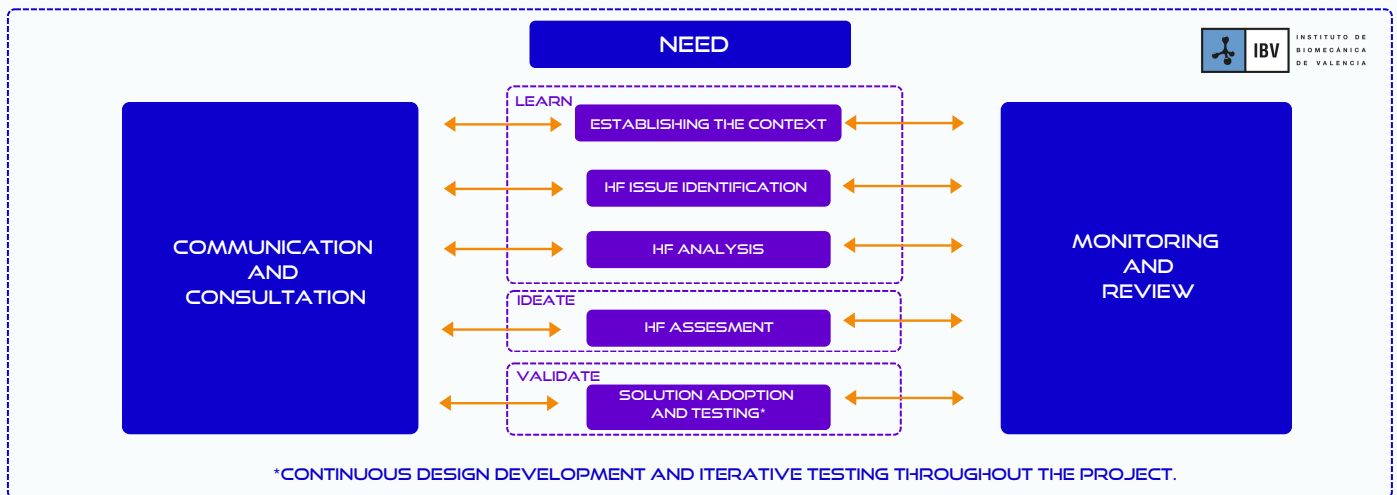 NEED
IBV
INSTITUTO DE
BIOMECÁNICA
DE VALENCIA
COMMUNICATION
AND
CONSULTATION
LEARN
ESTABLISHING THE CONTEXT
HF ISSUE IDENTIFICATION
HF ANALYSIS
IDEATE
HF ASSESMENT
VALIDATE
SOLUTION ADOPTION
AND TESTING*
MONITORING
AND
REVIEW
*CONTINUOUS DESIGN DEVELOPMENT AND ITERATIVE TESTING THROUGHOUT THE PROJECT.